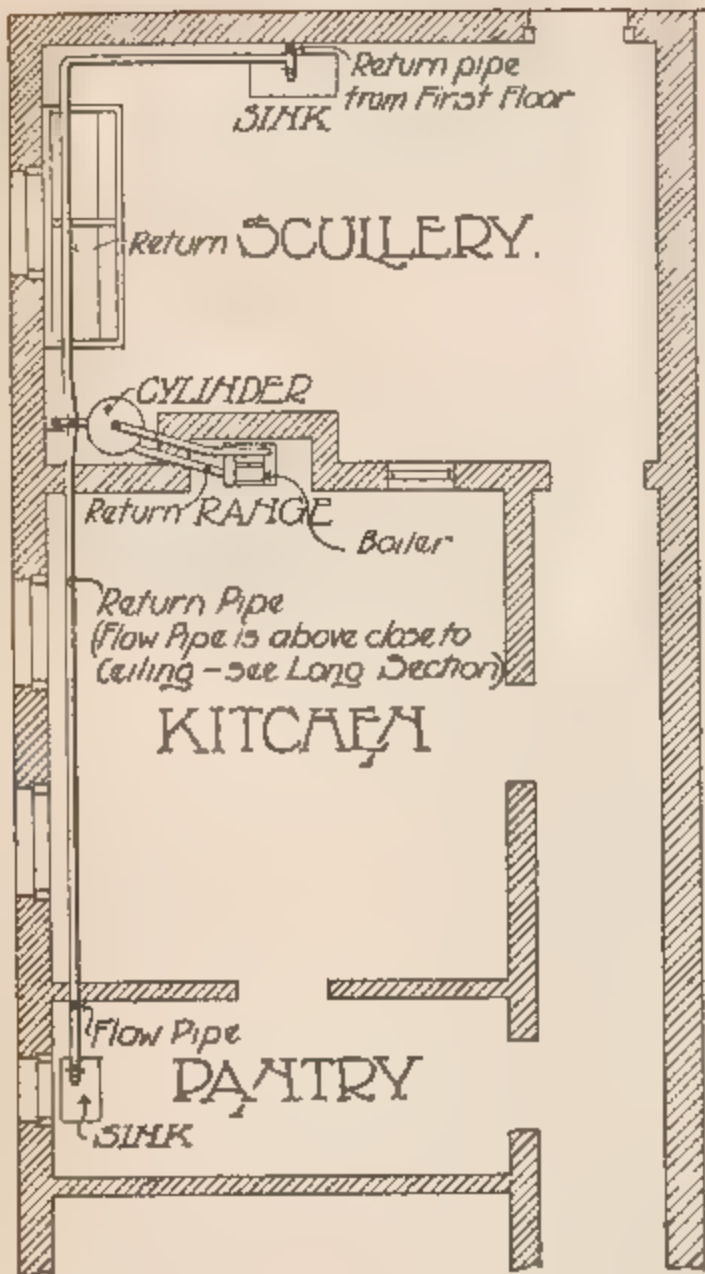 Return pipe
from First Floor
SINK
Return
SCULLERY.
CYLINDER
Return
RANGE
Boiler
Return Pipe
(Flow Pipe is above close to
Ceiling - see Long Section)
KITCHEN
Flow Pipe
PANTRY
SINK